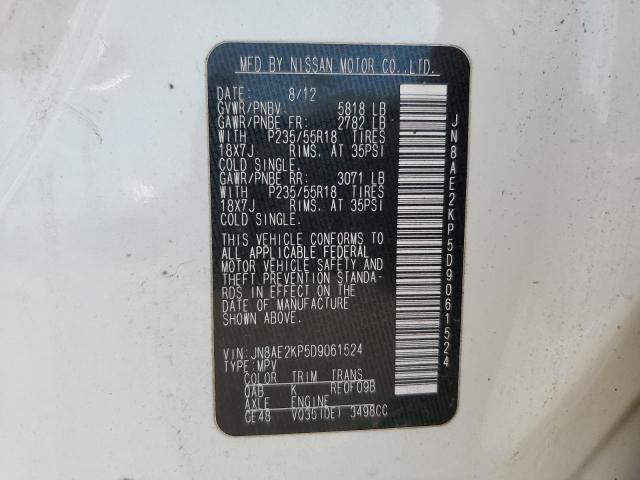 MFD BY NISSAN MOTOR CO.,LTD.
DATE: 8/12
GVWR/PNBV: 5818 LB
GAWR/PNBE FR: 2782 LB
WITH P235/55R18 TIRES
18X7J RIMS. AT 35PSI
COLD SINGLE.
GAWR/PNBE RR: 3071 LB
WITH P235/55R18 TIRES
18X7J RIMS. AT 35PSI
COLD SINGLE.
THIS VEHICLE CONFORMS TO
ALL APPLICABLE FEDERAL
MOTOR VEHICLE SAFETY AND
THEFT PREVENTION STANDA-
RDS IN EFFECT ON THE
DATE OF MANUFACTURE
SHOWN ABOVE.
VIN: JN8AE2KP5D9061524
TYPE: MPV
COLOR TRIM TRANS
QAB K RE0F09B
AXLE ENGINE
GE48 VQ35(DE) 3498CC
JN8AE2KP5D9061524